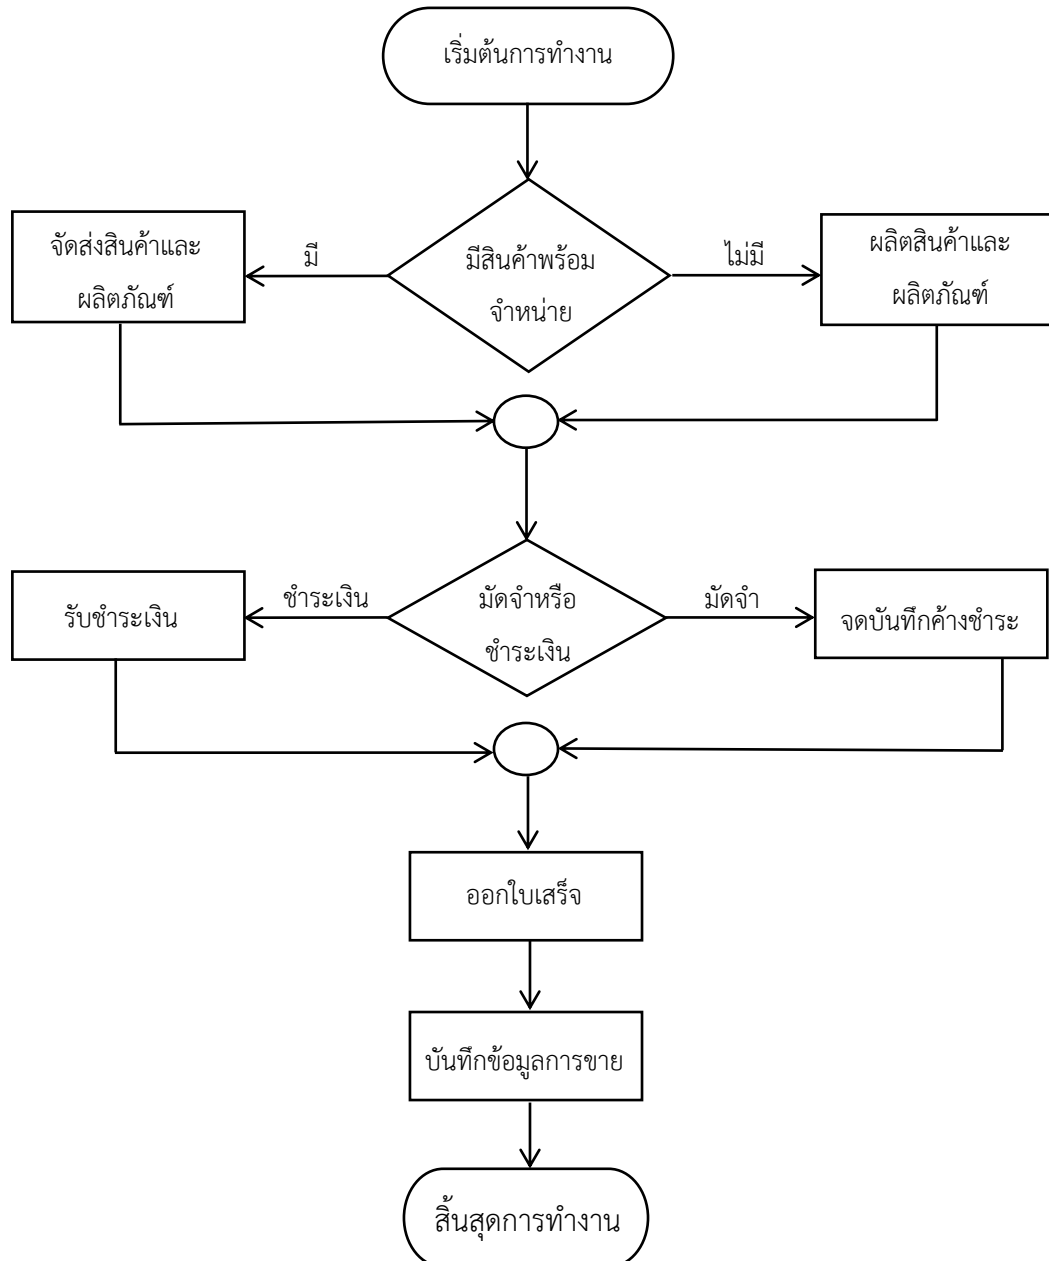 เริ่มต้นการทำงาน
จัดส่งสินค้าและ
ผลิตภัณฑ์
มี
มีสินค้าพร้อม
จำหน่าย
ไม่มี
ผลิตสินค้าและ
ผลิตภัณฑ์
รับชำระเงิน
ชำระเงิน
มัดจำหรือ
ชำระเงิน
มัดจำ
จดบันทึกค้างชำระ
ออกใบเสร็จ
บันทึกข้อมูลการขาย
สิ้นสุดการทำงาน